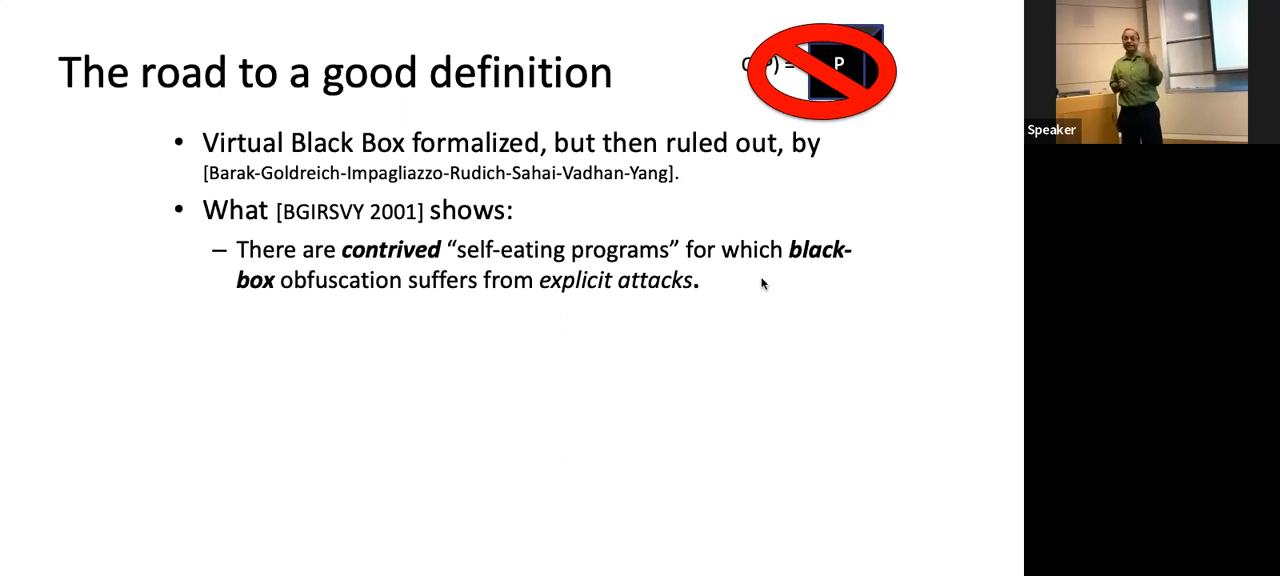 The road to a good definition
) =
P
• Virtual Black Box formalized, but then ruled out, by
[Barak-Goldreich-Impagliazzo-Rudich-Sahai-Vadhan-Yang].
• What [BGIRSVY 2001] shows:
– There are contrived “self-eating programs” for which black-
box obfuscation suffers from explicit attacks.
Speaker